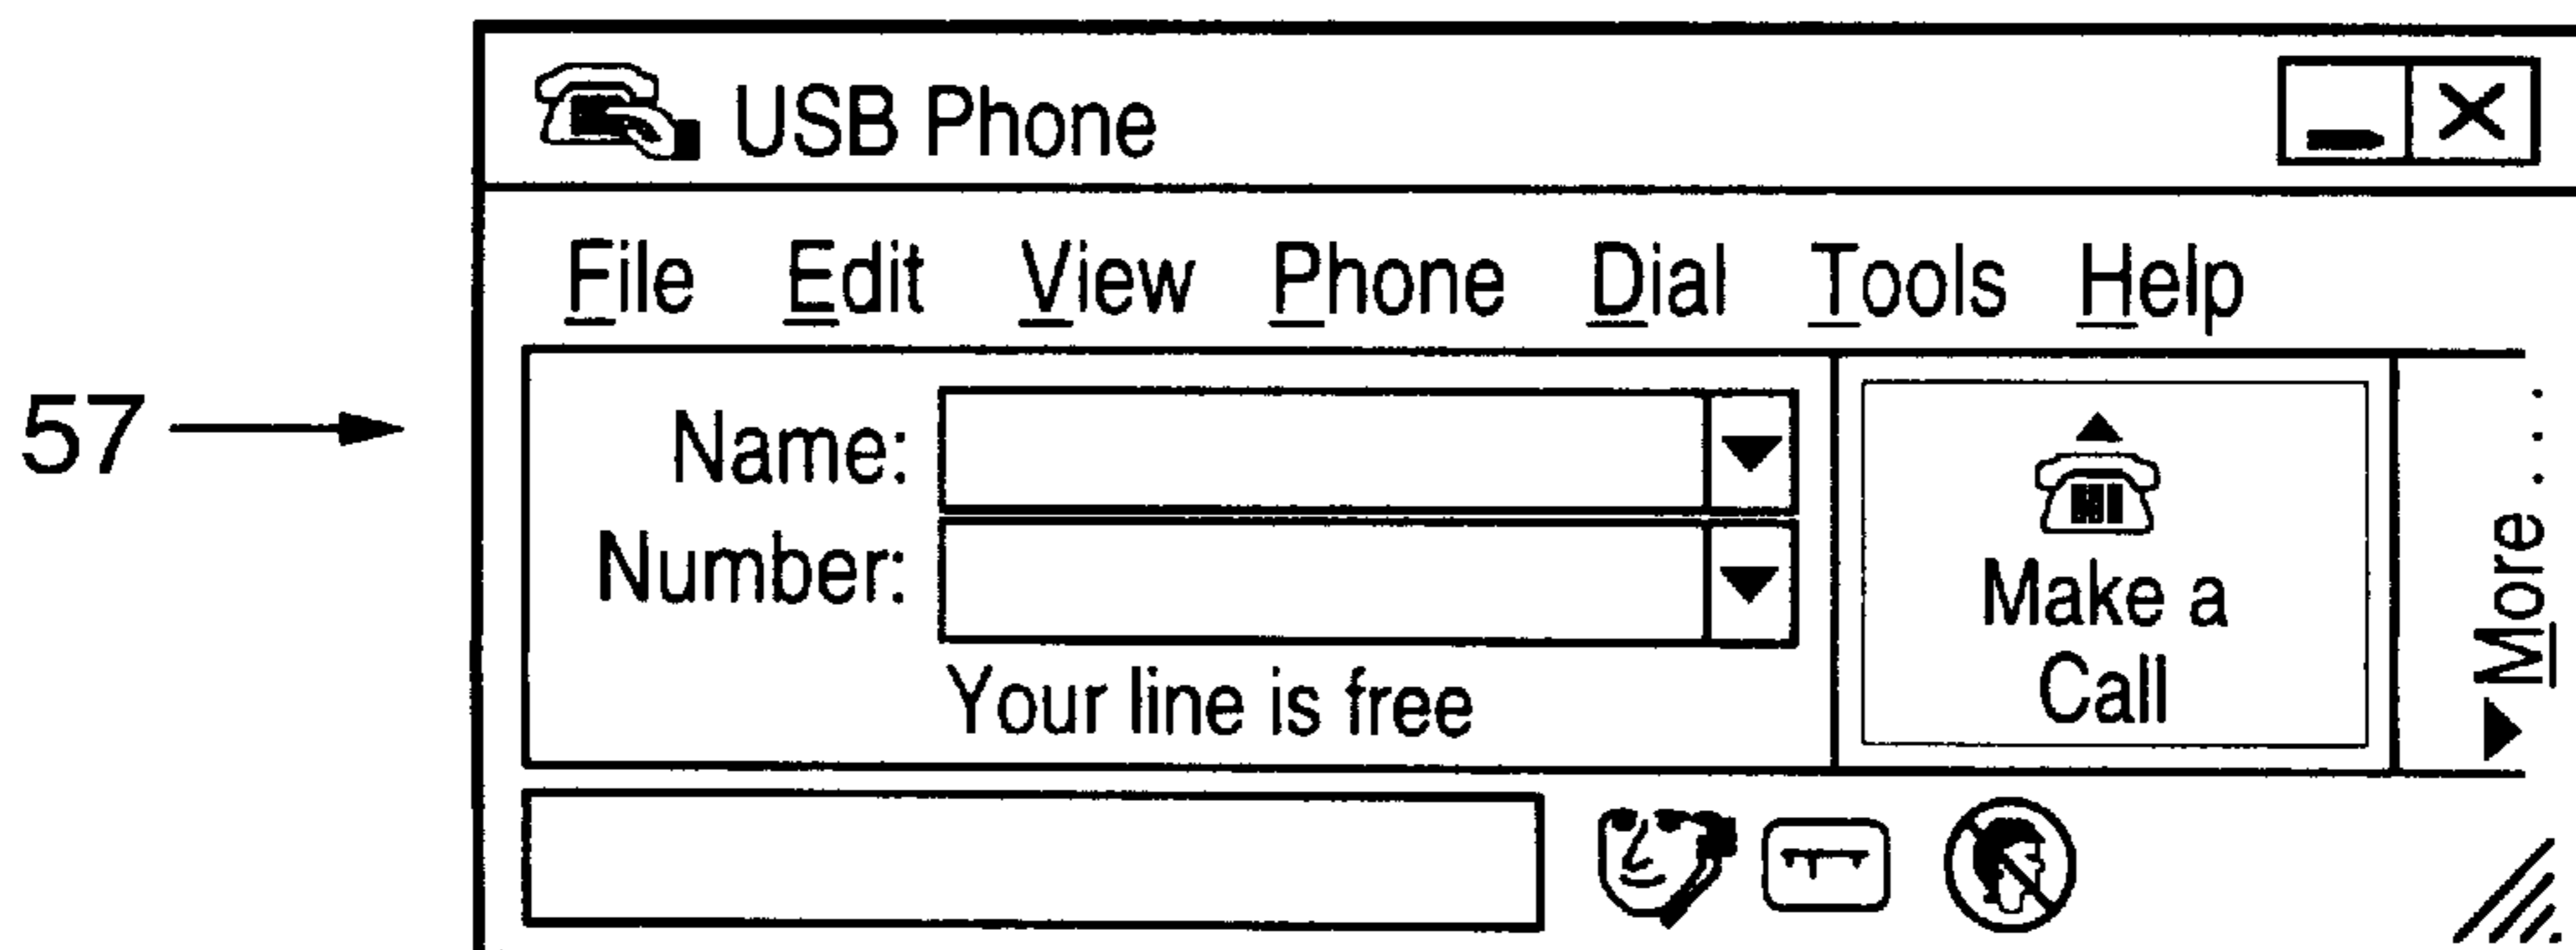 USB Phone
File Edit View Phone Dial Tools Help
57
Name:
Number:
Your line is free
Make a
Call
More ...